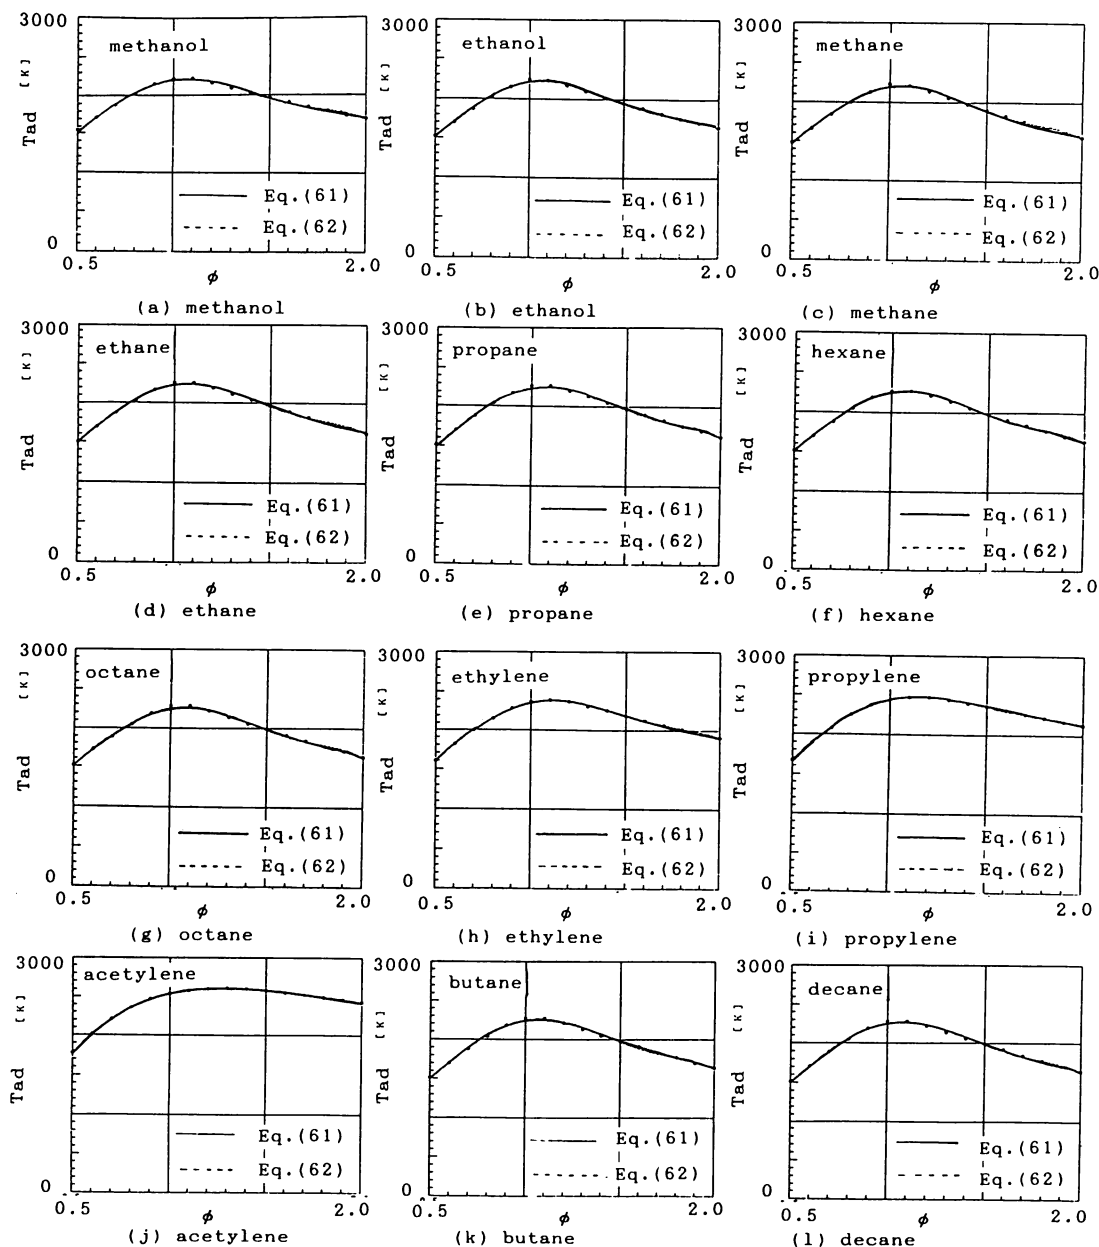 3000
methanol
[K]
Tad
Eq.(61)
Eq.(62)
0
0.5
2.0
ϕ
(a) methanol
3000
ethanol
[K]
Tad
Eq.(61)
Eq.(62)
0
0.5
2.0
ϕ
(b) ethanol
3000
methane
[K]
Tad
Eq.(61)
Eq.(62)
0
0.5
2.0
ϕ
(c) methane
3000
ethane
[K]
Tad
Eq.(61)
Eq.(62)
0
0.5
2.0
ϕ
(d) ethane
3000
propane
[K]
Tad
Eq.(61)
Eq.(62)
0
0.5
2.0
ϕ
(e) propane
3000
hexane
[K]
Tad
Eq.(61)
Eq.(62)
0
0.5
2.0
ϕ
(f) hexane
3000
octane
[K]
Tad
Eq.(61)
Eq.(62)
0
0.5
2.0
ϕ
(g) octane
3000
ethylene
[K]
Tad
Eq.(61)
Eq.(62)
0
0.5
2.0
ϕ
(h) ethylene
3000
propylene
[K]
Tad
Eq.(61)
Eq.(62)
0
0.5
2.0
ϕ
(i) propylene
3000
acetylene
[K]
Tad
Eq.(61)
Eq.(62)
0
0.5
2.0
ϕ
(j) acetylene
3000
butane
[K]
Tad
Eq.(61)
Eq.(62)
0
0.5
2.0
ϕ
(k) butane
3000
decane
[K]
Tad
Eq.(61)
Eq.(62)
0
0.5
2.0
ϕ
(l) decane